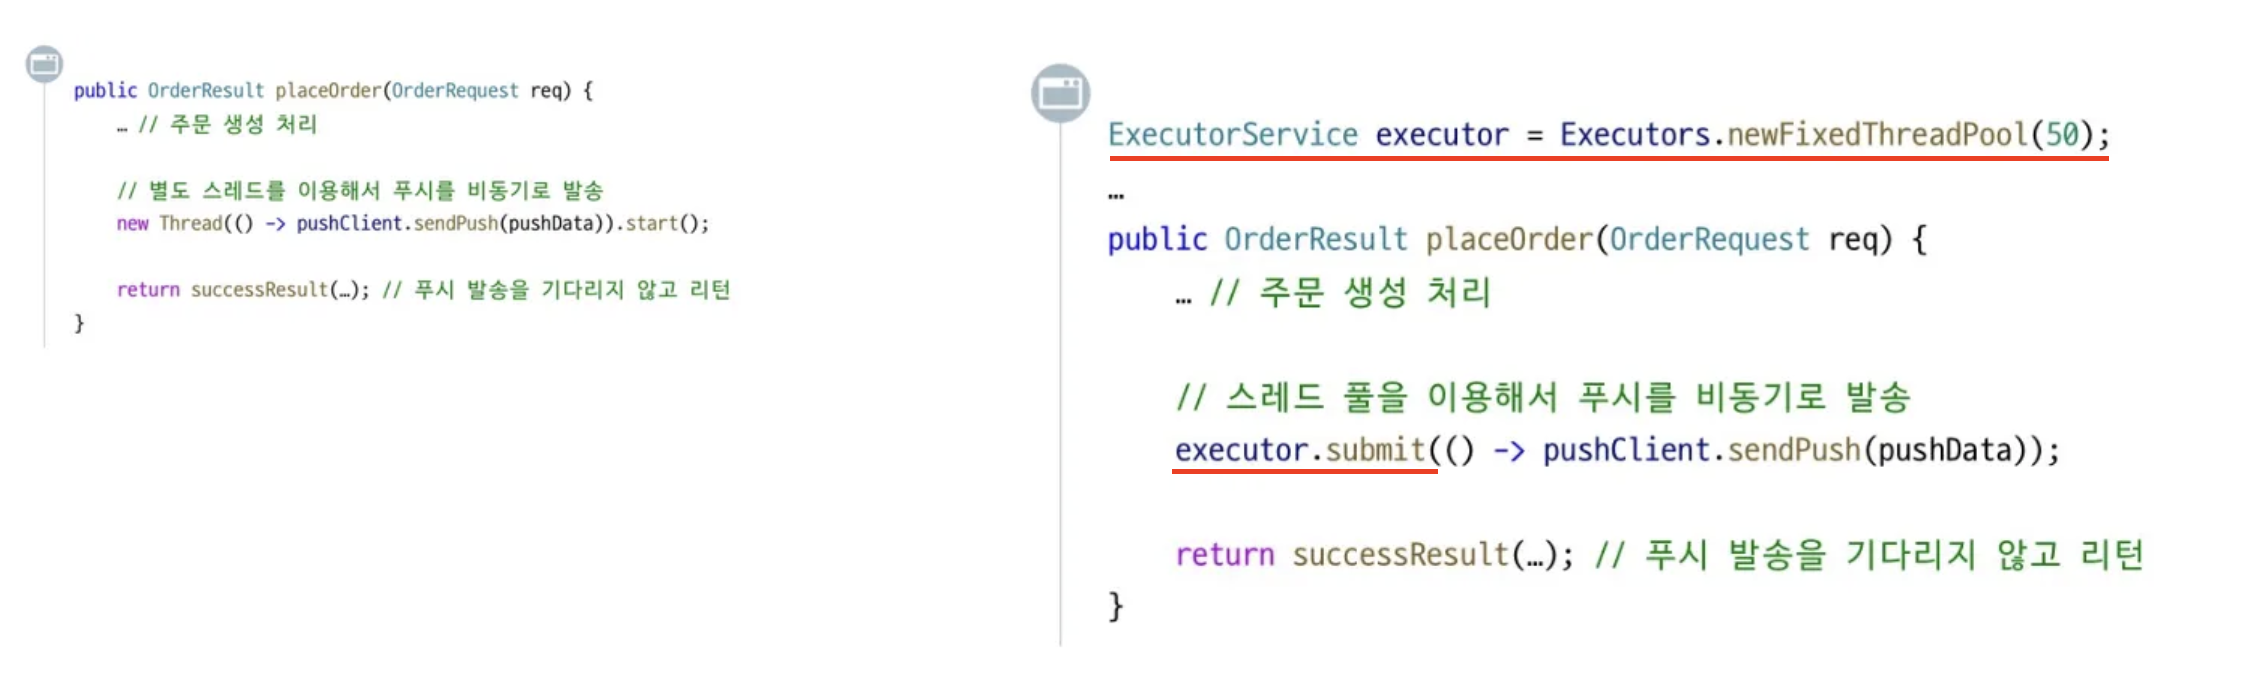 public OrderResult placeOrder(OrderRequest req) {
… // 주문 생성 처리
// 별도 스레드를 이용해서 푸시를 비동기로 발송
new Thread(() -> pushClient.sendPush(pushData)).start();
return successResult(…); // 푸시 발송을 기다리지 않고 리턴
}
ExecutorService executor = Executors.newFixedThreadPool(50);
…
public OrderResult placeOrder(OrderRequest req) {
… // 주문 생성 처리
// 스레드 풀을 이용해서 푸시를 비동기로 발송
executor.submit(() -> pushClient.sendPush(pushData));
return successResult(…); // 푸시 발송을 기다리지 않고 리턴
}